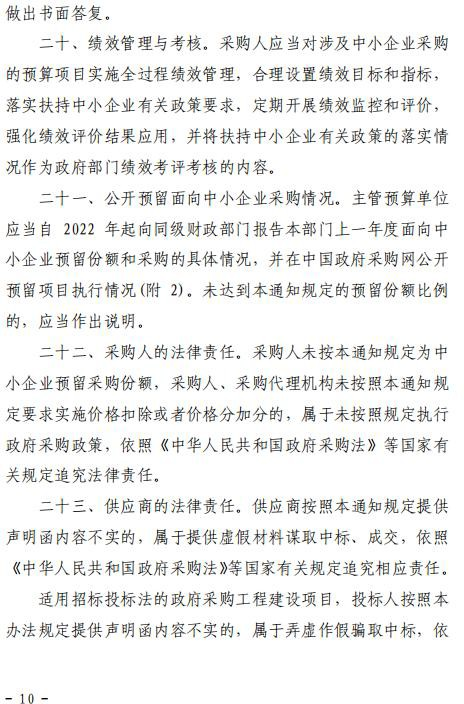 做出书面答复。
二十、绩效管理与考核。采购人应当对涉及中小企业采购
的预算项目实施全过程绩效管理，合理设置绩效目标和指标，
落实扶持中小企业有关政策要求，定期开展绩效监控和评价，
强化绩效评价结果应用，并将扶持中小企业有关政策的落实情
况作为政府部门绩效考评考核的内容。
二十一、公开预留面向中小企业采购情况。主管预算单位
应当自 2022 年起向同级财政部门报告本部门上一年度面向中
小企业预留份额和采购的具体情况，并在中国政府采购网公开
预留项目执行情况(附 2)。未达到本通知规定的预留份额比例
的，应当作出说明。
二十二、采购人的法律责任。采购人未按本通知规定为中
小企业预留采购份额，采购人、采购代理机构未按照本通知规
定要求实施价格扣除或者价格分加分的，属于未按照规定执行
政府采购政策，依照《中华人民共和国政府采购法》等国家有
关规定追究法律责任。
二十三、供应商的法律责任。供应商按照本通知规定提供
声明函内容不实的，属于提供虚假材料谋取中标、成交，依照
《中华人民共和国政府采购法》等国家有关规定追究相应责任。
适用招标投标法的政府采购工程建设项目，投标人按照本
办法规定提供声明函内容不实的，属于弄虚作假骗取中标，依
- 10 -